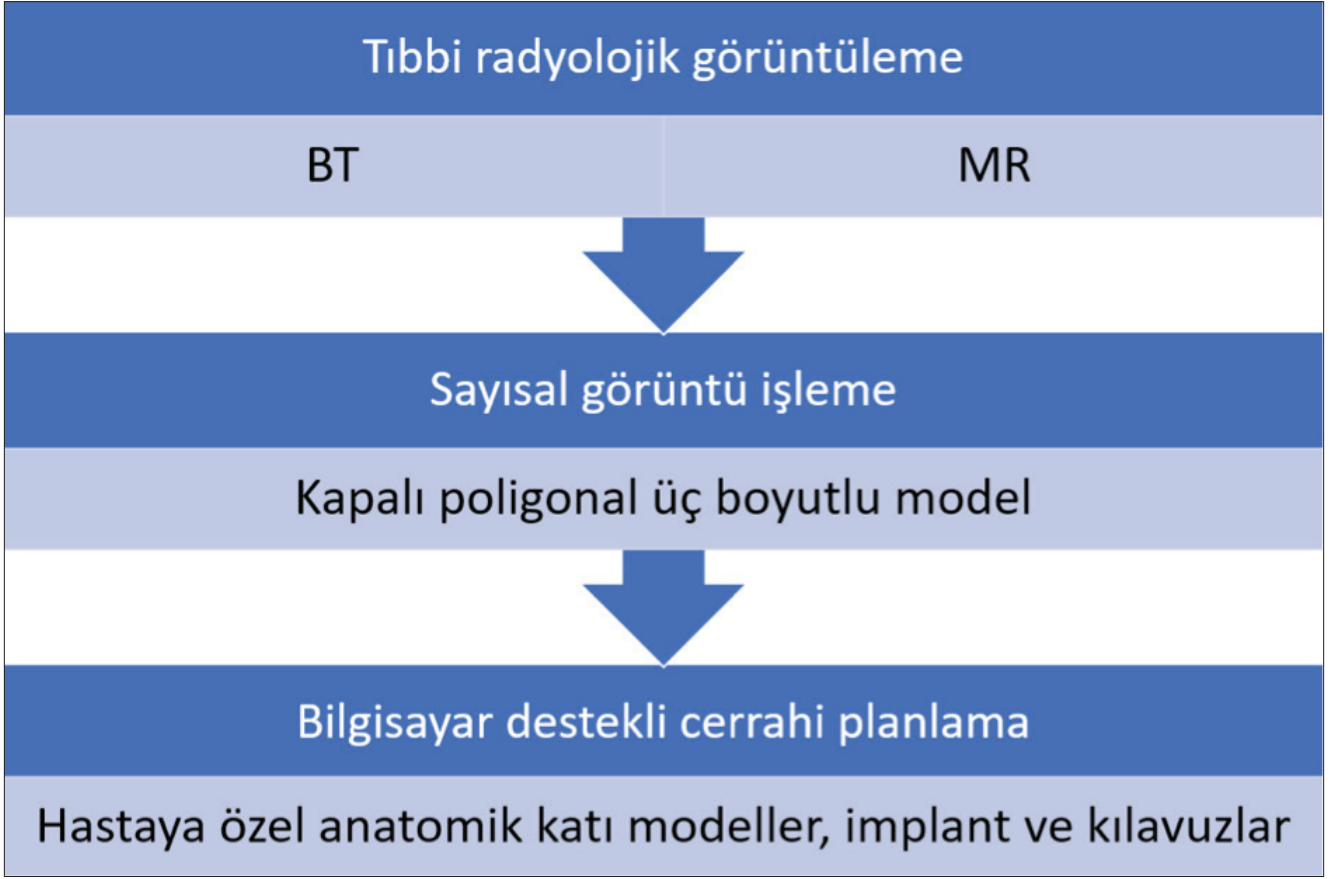 Tıbbi radyolojik görüntüleme
BT
MR
Sayısal görüntü işleme
Kapalı poligonal üç boyutlu model
Bilgisayar destekli cerrahi planlama
Hastaya özel anatomik katı modeller, implant ve kılavuzlar